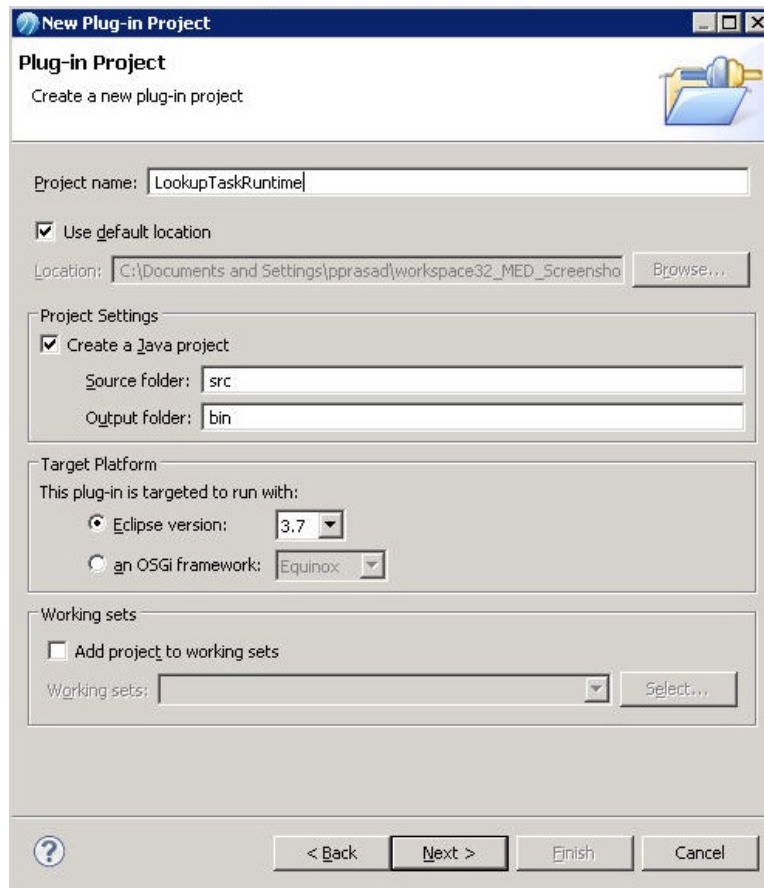 New Plug-in Project
Plug-in Project
Create a new plug-in project
Project name: LookupTaskRuntime
Use default location
Location: C:\Documents and Settings\pprasad\workspace32_MED_Screensho Browse...
Project Settings
Create a Java project
Source folder: src
Output folder: bin
Target Platform
This plug-in is targeted to run with:
Eclipse version: 3.7
an OSGi framework: Equinox
Working sets
Add project to working sets
Working sets: Select...
? < Back Next > Finish Cancel